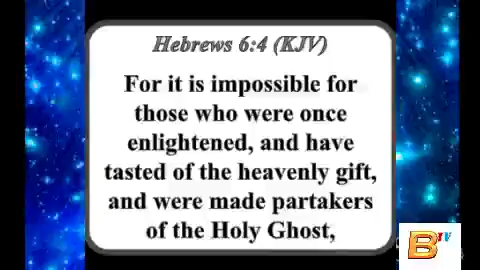 Hebrews 6:4 (KJV)
For it is impossible for
those who were once
enlightened, and have
tasted of the heavenly gift,
and were made partakers
of the Holy Ghost,
B TV